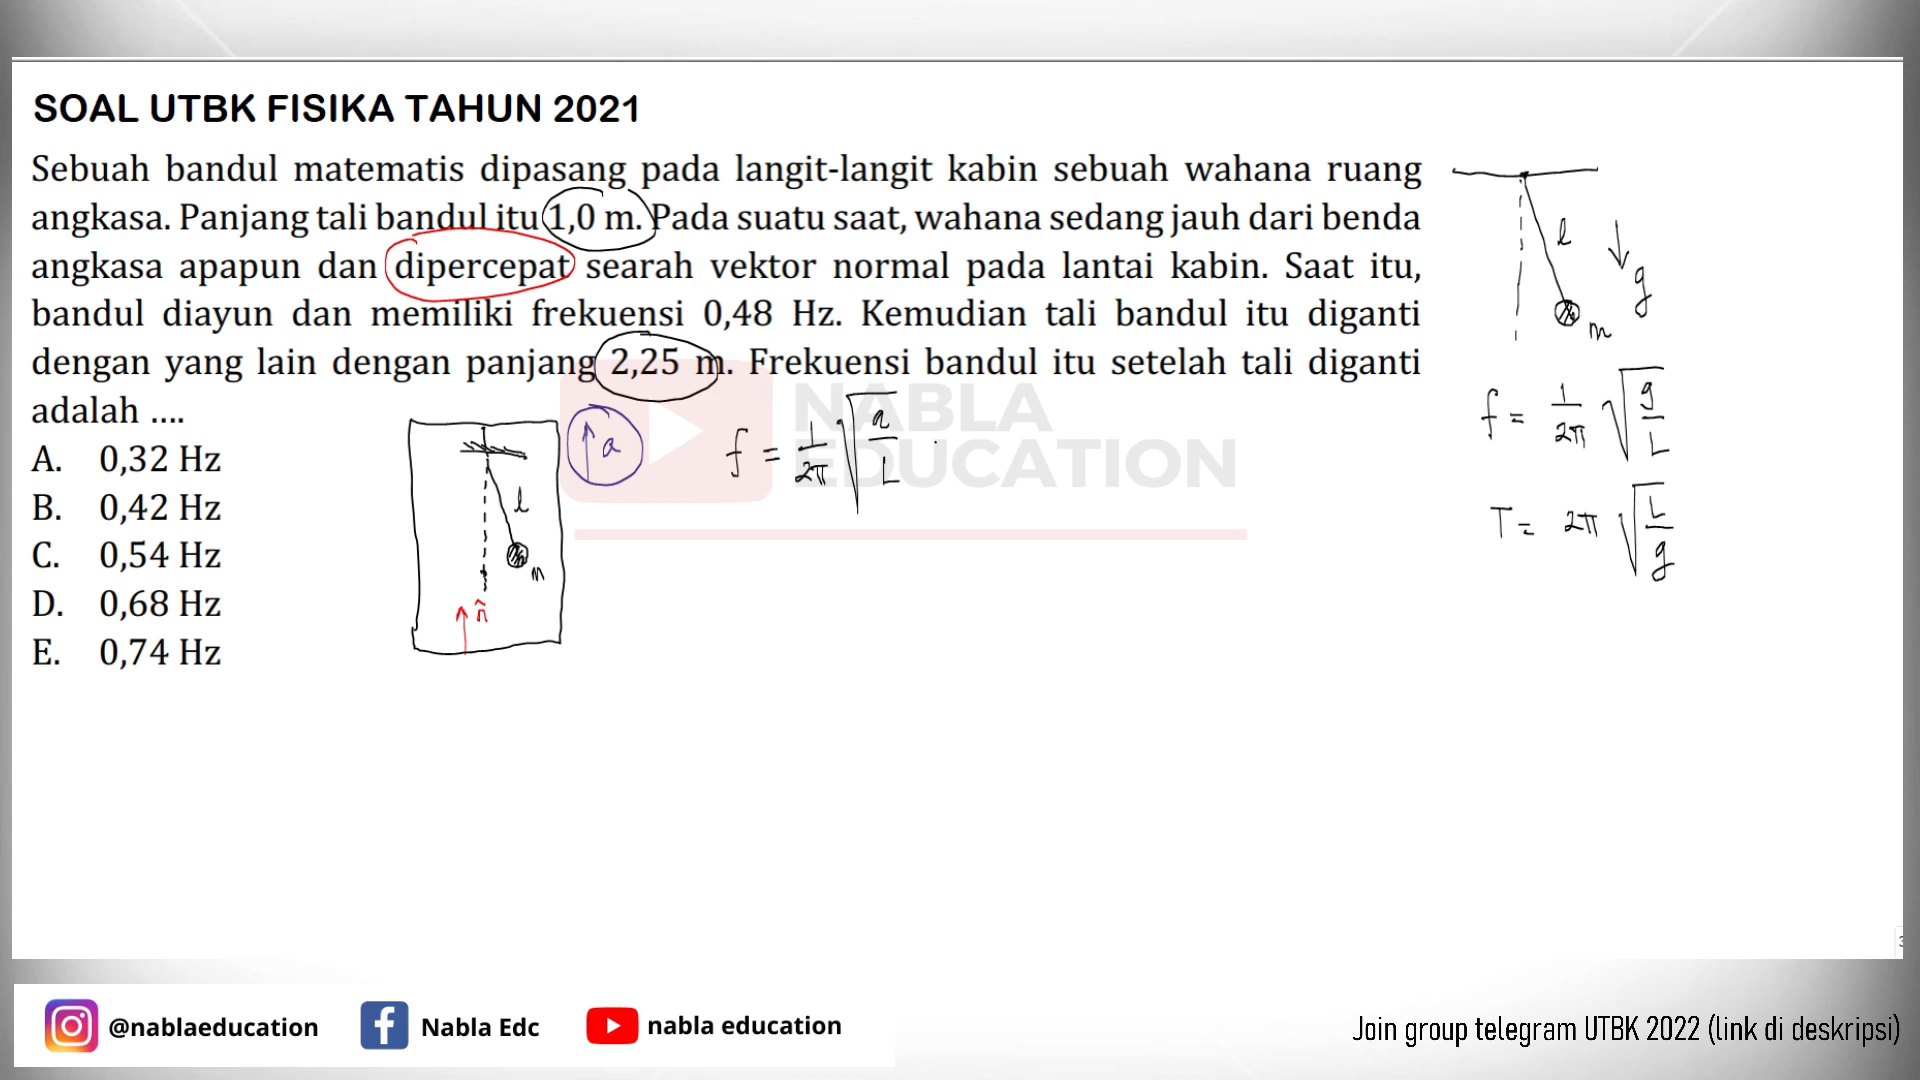 SOAL UTBK FISIKA TAHUN 2021
Sebuah bandul matematis dipasang pada langit-langit kabin sebuah wahana ruang
angkasa. Panjang tali bandul itu 1,0 m. Pada suatu saat, wahana sedang jauh dari benda
angkasa apapun dan dipercepat searah vektor normal pada lantai kabin. Saat itu,
bandul diayun dan memiliki frekuensi 0,48 Hz. Kemudian tali bandul itu diganti
dengan yang lain dengan panjang 2,25 m. Frekuensi bandul itu setelah tali diganti
adalah ....
A. 0,32 Hz
B. 0,42 Hz
C. 0,54 Hz
D. 0,68 Hz
E. 0,74 Hz
l
m
n̂
a
f = 1/2π √a/L
NABLA
EDUCATION
l
g
m
f = 1/2π √g/L
T = 2π √L/g
@nablaeducation
Nabla Edc
nabla education
Join group telegram UTBK 2022 (link di deskripsi)